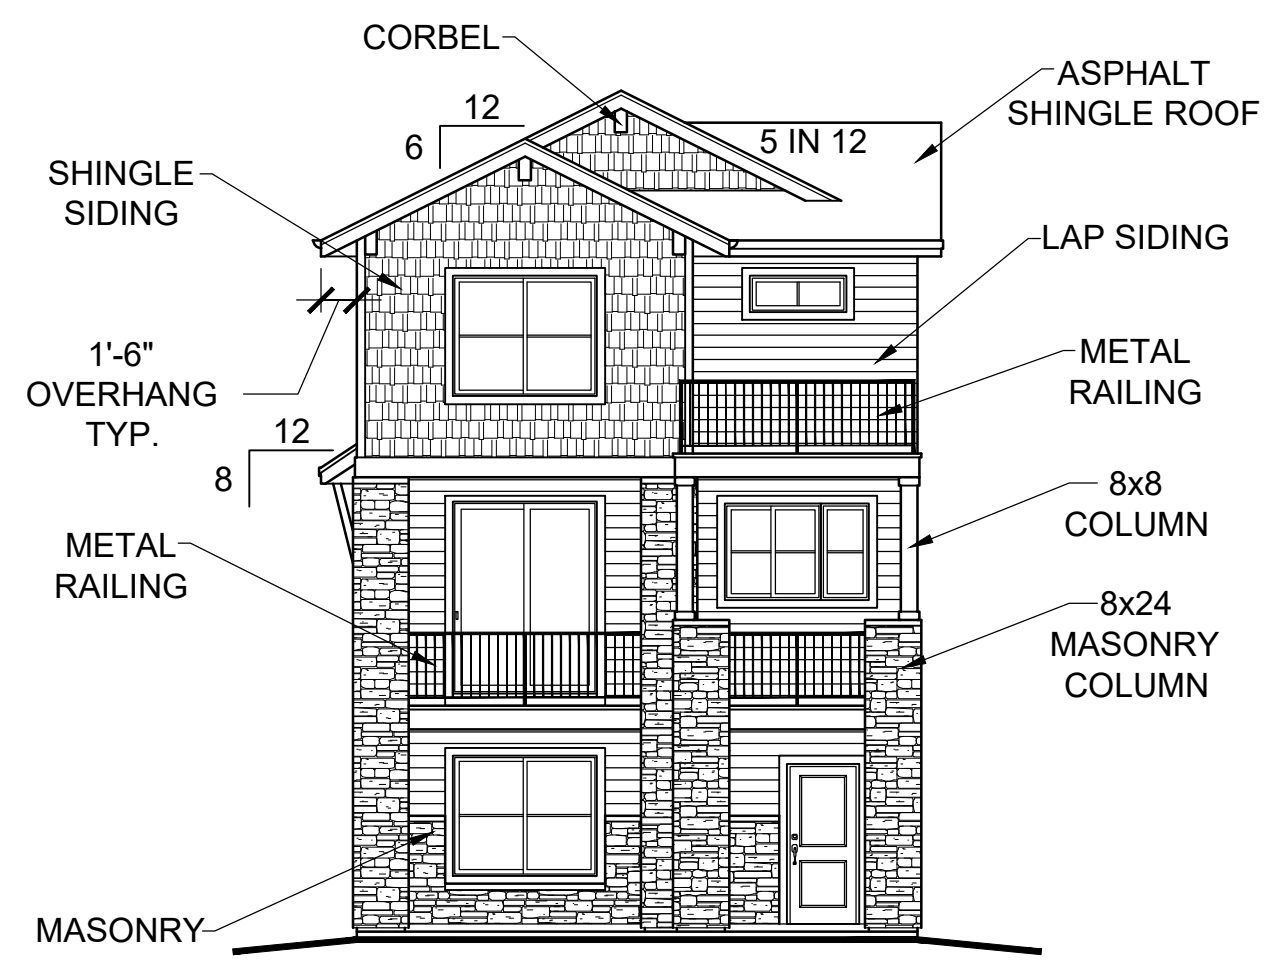 CORBEL
ASPHALT
SHINGLE ROOF
12
6
5 IN 12
SHINGLE
SIDING
LAP SIDING
1'-6"
OVERHANG
TYP.
METAL
RAILING
12
8
8x8
COLUMN
METAL
RAILING
8x24
MASONRY
COLUMN
MASONRY